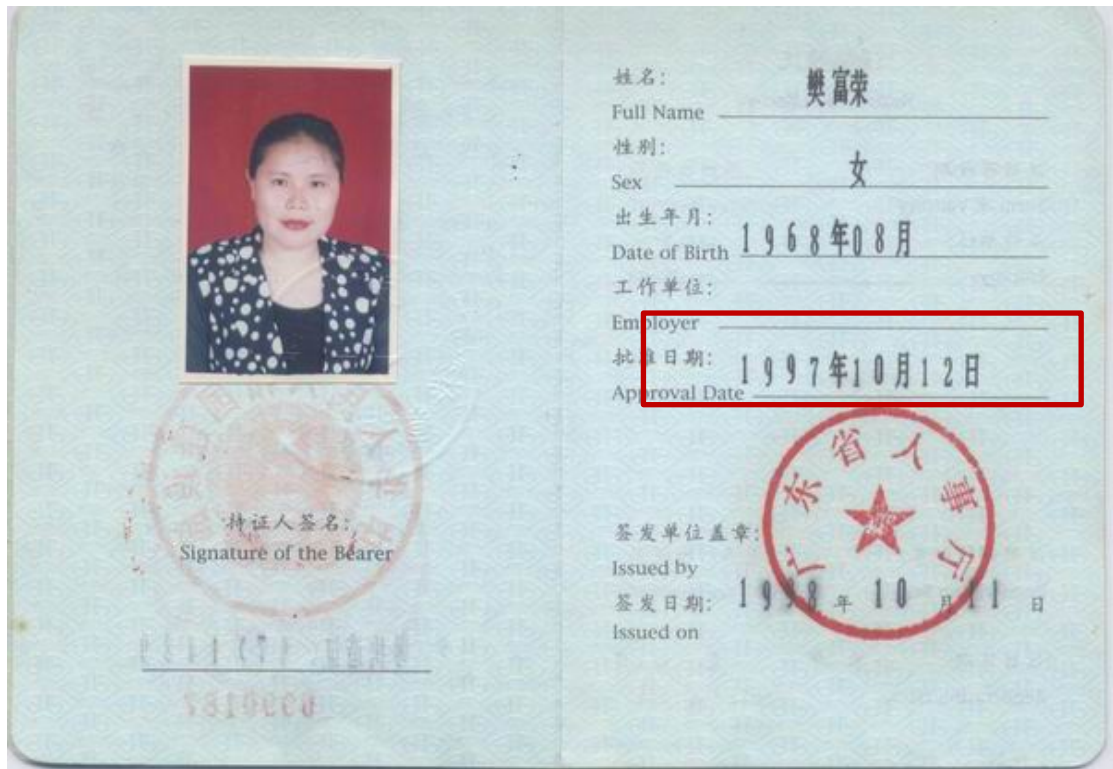 持证人签名:
Signature of the Bearer
姓名: 樊富荣
Full Name
性别: 女
Sex
出生年月: 1968年08月
Date of Birth
工作单位:
Employer
批准日期: 1997年10月12日
Approval Date
广东省人事厅
签发单位盖章:
Issued by
签发日期: 1998 年 10 月 11 日
Issued on